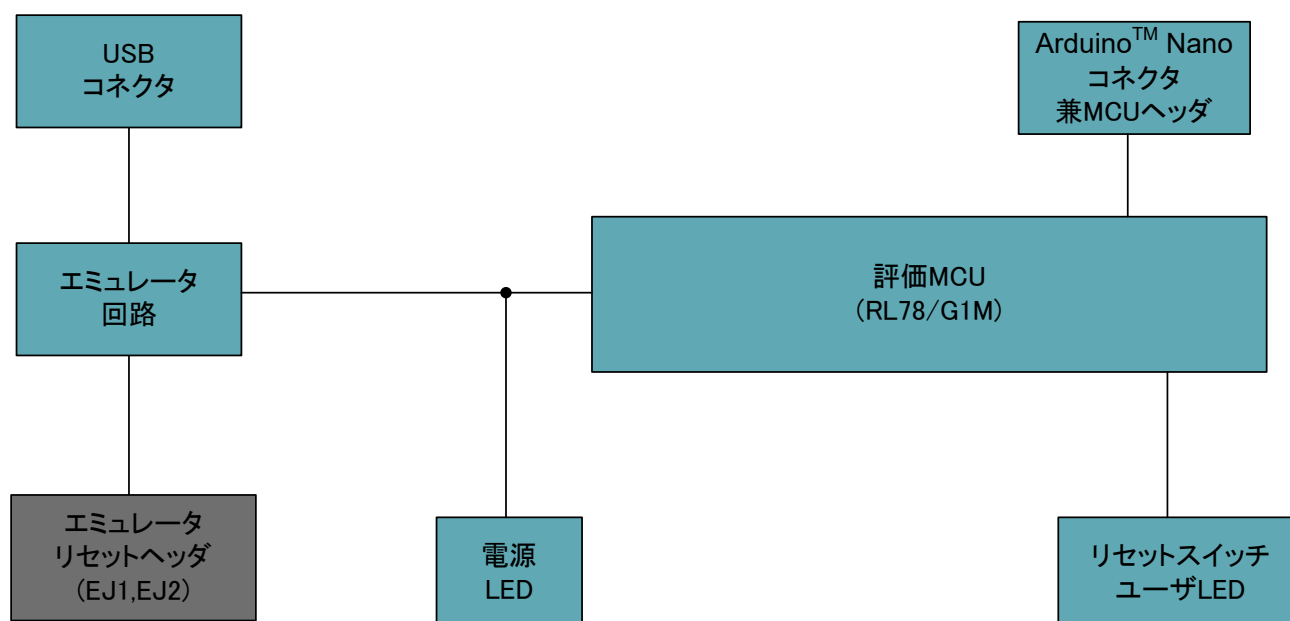 USB
コネクタ
Arduino™ Nano
コネクタ
兼MCUヘッダ
エミュレータ
回路
評価MCU
(RL78/G1M)
エミュレータ
リセットヘッダ
(EJ1,EJ2)
電源
LED
リセットスイッチ
ユーザLED